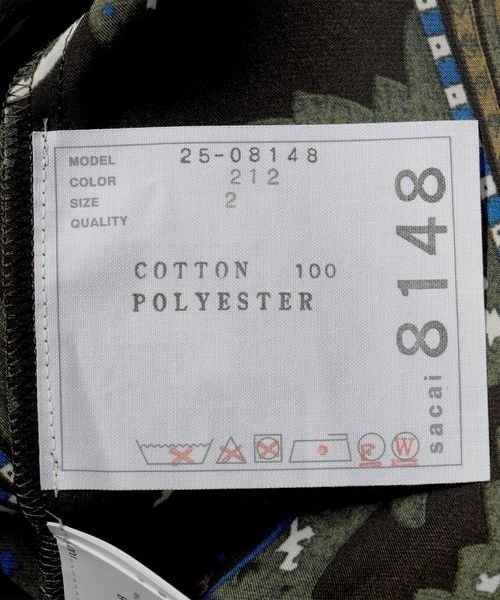 MODEL 25-08148
COLOR 212
SIZE 2
QUALITY
COTTON 100
POLYESTER
F W
sacai 8148